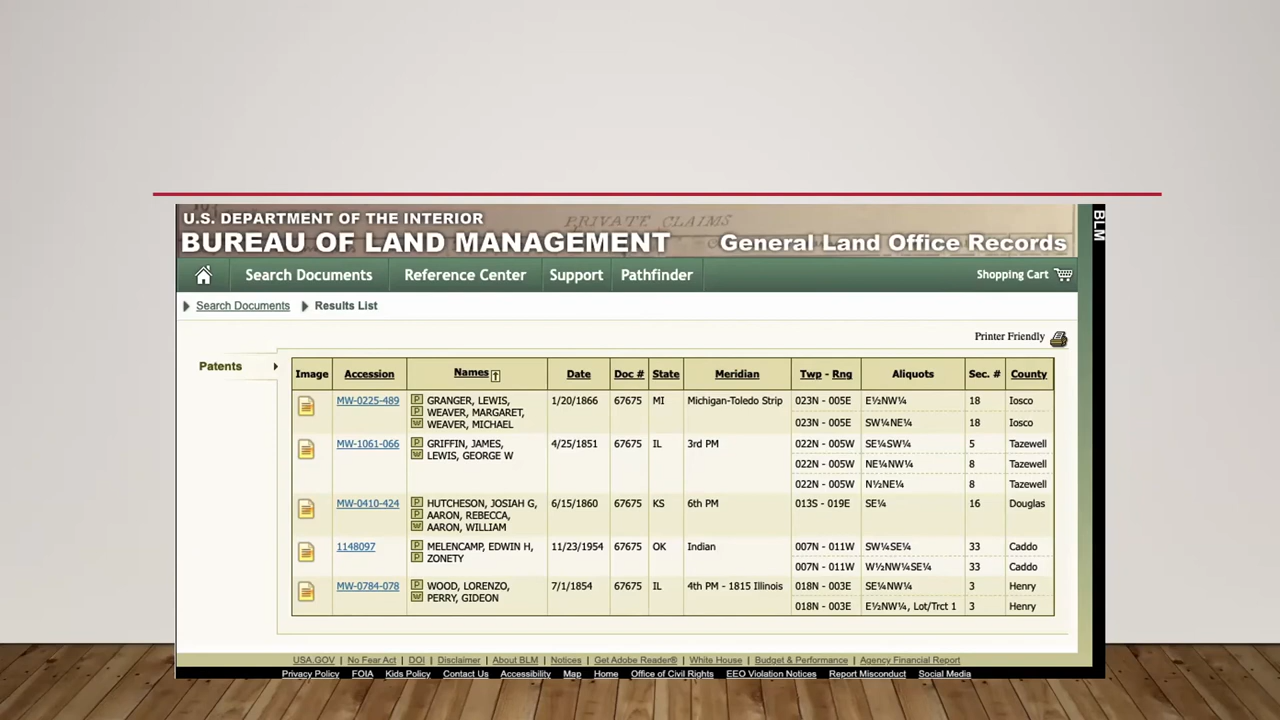 PRIVATE CLAIMS
U.S. DEPARTMENT OF THE INTERIOR
BUREAU OF LAND MANAGEMENT General Land Office Records
BLM
Search Documents Reference Center Support Pathfinder Shopping Cart
Search Documents Results List
Printer Friendly
Patents
Image Accession Names Date Doc # State Meridian Twp - Rng Aliquots Sec. # County
MW-0225-489 P GRANGER, LEWIS, 1/20/1866 67675 MI Michigan-Toledo Strip 023N - 005E E½NW¼ 18 Iosco
P WEAVER, MARGARET,
W WEAVER, MICHAEL 023N - 005E SW¼NE¼ 18 Iosco
MW-1061-066 P GRIFFIN, JAMES, 4/25/1851 67675 IL 3rd PM 022N - 005W SE¼SW¼ 5 Tazewell
W LEWIS, GEORGE W 022N - 005W NE¼NW¼ 8 Tazewell
022N - 005W N½NE¼ 8 Tazewell
MW-0410-424 P HUTCHESON, JOSIAH G, 6/15/1860 67675 KS 6th PM 013S - 019E SE¼ 16 Douglas
P AARON, REBECCA,
W AARON, WILLIAM
1148097 P MELENCAMP, EDWIN H, 11/23/1954 67675 OK Indian 007N - 011W SW¼SE¼ 33 Caddo
P ZONETY 007N - 011W W½NW¼SE¼ 33 Caddo
MW-0784-078 P WOOD, LORENZO, 7/1/1854 67675 IL 4th PM - 1815 Illinois 018N - 003E SE¼NW¼ 3 Henry
W PERRY, GIDEON 018N - 003E E½NW¼, Lot/Trct 1 3 Henry
USA.GOV | No Fear Act | DOI | Disclaimer | About BLM | Notices | Get Adobe Reader® | White House | Budget & Performance | Agency Financial Report
Privacy Policy FOIA Kids Policy Contact Us Accessibility Map Home Office of Civil Rights EEO Violation Notices Report Misconduct Social Media